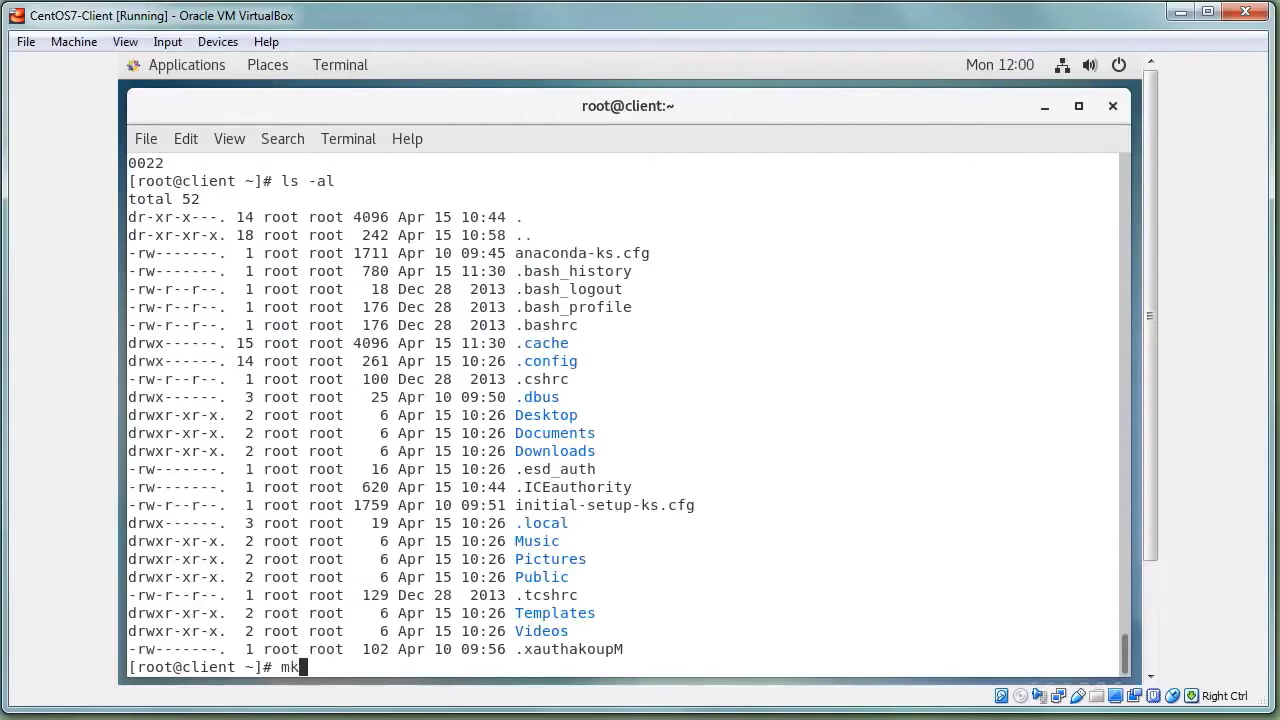 CentOS7-Client [Running] - Oracle VM VirtualBox
File Machine View Input Devices Help
Applications Places Terminal Mon 12:00
root@client:~
File Edit View Search Terminal Help
0022
[root@client ~]# ls -al
total 52
dr-xr-x---. 14 root root 4096 Apr 15 10:44 .
dr-xr-xr-x. 18 root root  242 Apr 15 10:58 ..
-rw-------.  1 root root 1711 Apr 10 09:45 anaconda-ks.cfg
-rw-------.  1 root root  780 Apr 15 11:30 .bash_history
-rw-r--r--.  1 root root   18 Dec 28  2013 .bash_logout
-rw-r--r--.  1 root root  176 Dec 28  2013 .bash_profile
-rw-r--r--.  1 root root  176 Dec 28  2013 .bashrc
drwx------. 15 root root 4096 Apr 15 11:30 .cache
drwx------. 14 root root  261 Apr 15 10:26 .config
-rw-r--r--.  1 root root  100 Dec 28  2013 .cshrc
drwx------.  3 root root   25 Apr 10 09:50 .dbus
drwxr-xr-x.  2 root root    6 Apr 15 10:26 Desktop
drwxr-xr-x.  2 root root    6 Apr 15 10:26 Documents
drwxr-xr-x.  2 root root    6 Apr 15 10:26 Downloads
-rw-------.  1 root root   16 Apr 15 10:26 .esd_auth
-rw-------.  1 root root  620 Apr 15 10:44 .ICEauthority
-rw-r--r--.  1 root root 1759 Apr 10 09:51 initial-setup-ks.cfg
drwx------.  3 root root   19 Apr 15 10:26 .local
drwxr-xr-x.  2 root root    6 Apr 15 10:26 Music
drwxr-xr-x.  2 root root    6 Apr 15 10:26 Pictures
drwxr-xr-x.  2 root root    6 Apr 15 10:26 Public
-rw-r--r--.  1 root root  129 Dec 28  2013 .tcshrc
drwxr-xr-x.  2 root root    6 Apr 15 10:26 Templates
drwxr-xr-x.  2 root root    6 Apr 15 10:26 Videos
-rw-------.  1 root root  102 Apr 10 09:56 .xauthakoupM
[root@client ~]# mk
Right Ctrl